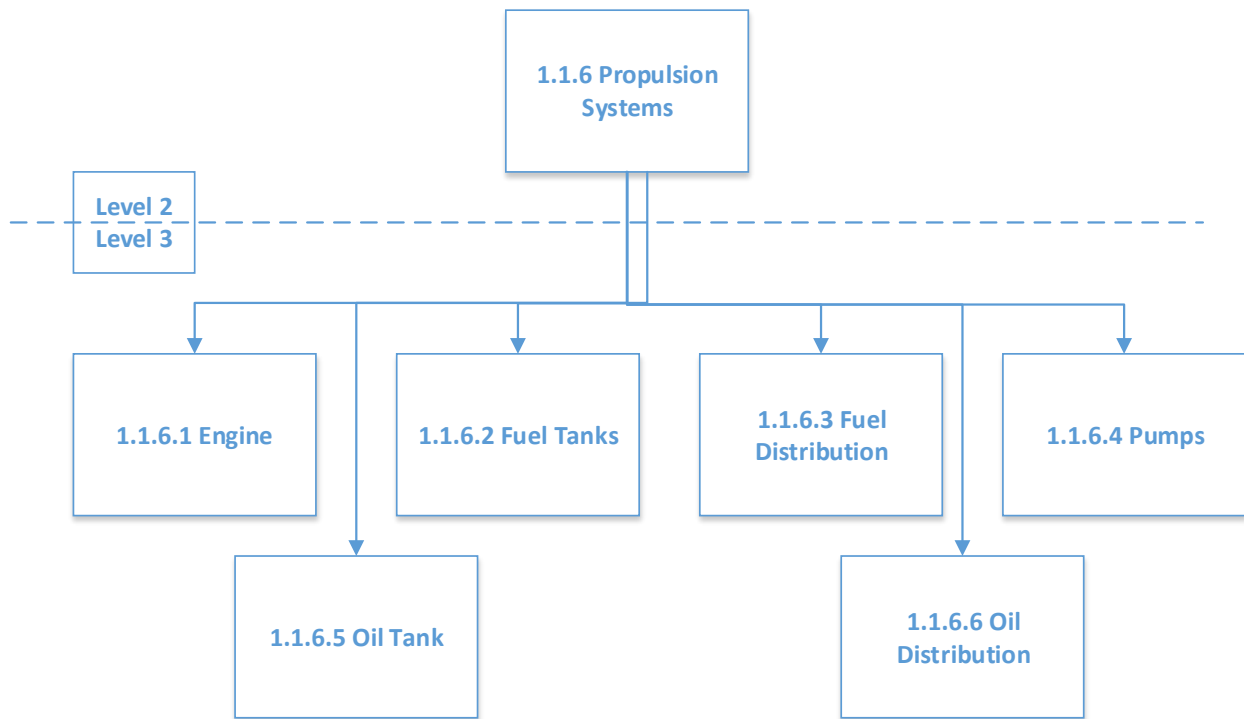 1.1.6 Propulsion
Systems
Level 2
Level 3
1.1.6.1 Engine
1.1.6.2 Fuel Tanks
1.1.6.3 Fuel
Distribution
1.1.6.4 Pumps
1.1.6.5 Oil Tank
1.1.6.6 Oil
Distribution